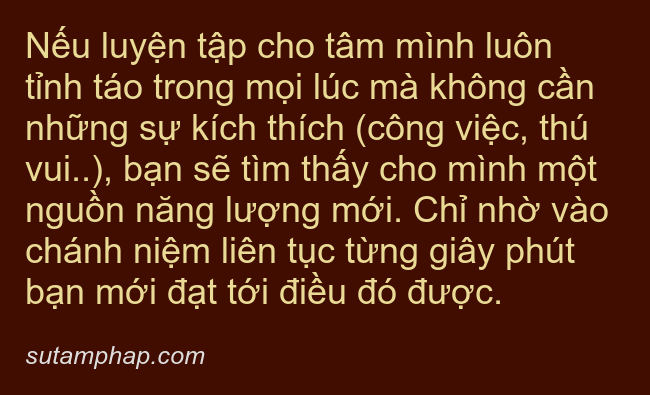 Nếu luyện tập cho tâm mình luôn
tỉnh táo trong mọi lúc mà không cần
những sự kích thích (công việc, thú
vui..), bạn sẽ tìm thấy cho mình một
nguồn năng lượng mới. Chỉ nhờ vào
chánh niệm liên tục từng giây phút
bạn mới đạt tới điều đó được.
sutamphap.com